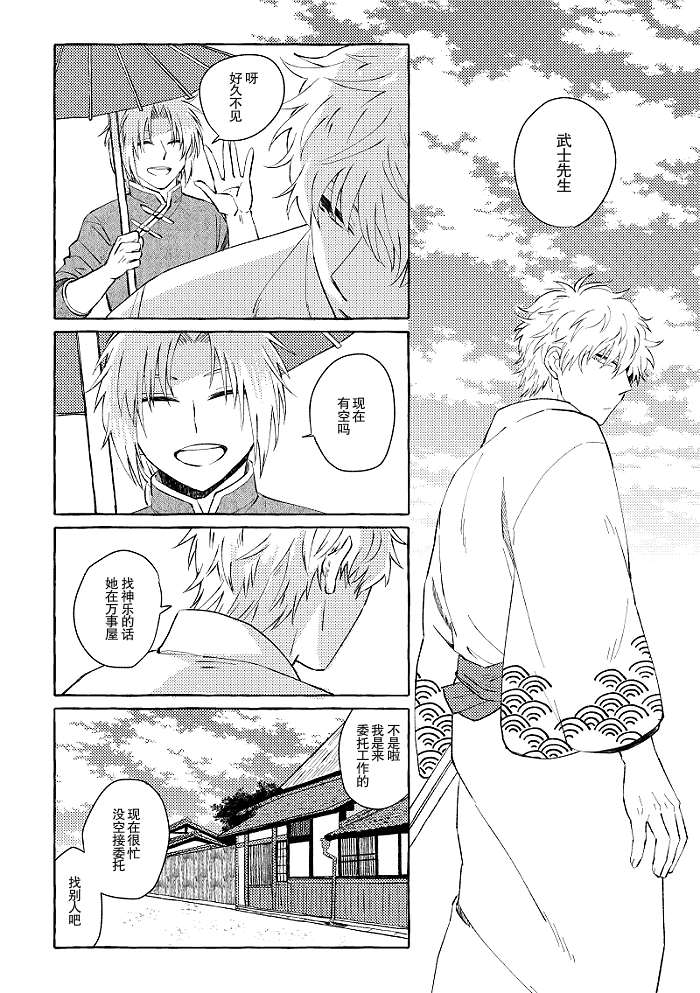 武士先生
呀
好久不见
现在
有空吗
找神乐的话
她在万事屋
不是啦
我是来
委托工作的
现在很忙
没空接委托
找别人吧